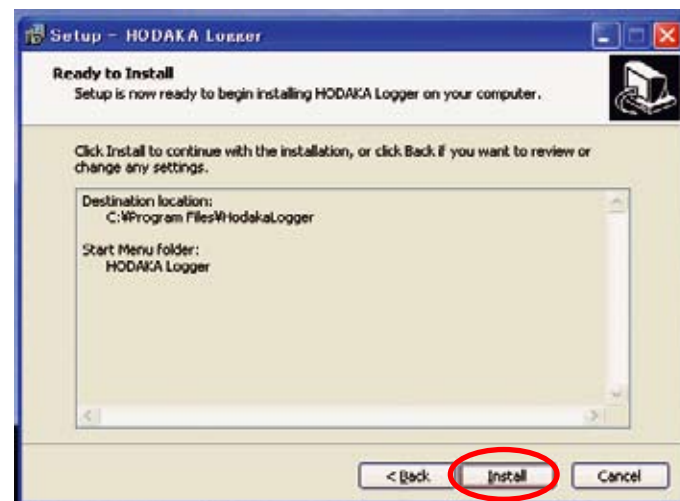 Setup - HODAKA Logger
Ready to Install
Setup is now ready to begin installing HODAKA Logger on your computer.
Click Install to continue with the installation, or click Back if you want to review or
change any settings.
Destination location:
C:¥Program Files¥HodakaLogger
Start Menu folder:
HODAKA Logger
< Back
Install
Cancel